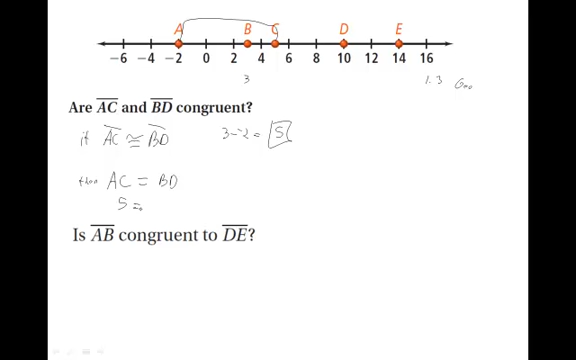 A B C D E
-6 -4 -2 0 2 4 6 8 10 12 14 16
3
1.3
Are AC and BD congruent?
if AC ≅ BD 3--2 = 5
then AC = BD
5 =
Is AB congruent to DE?